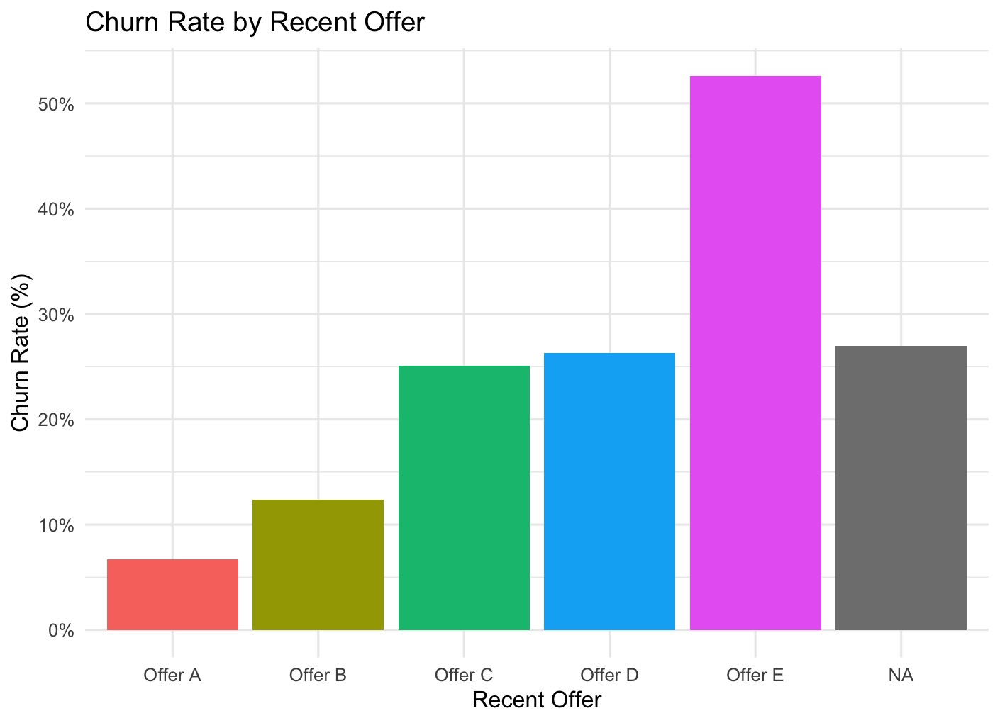 Churn Rate by Recent Offer
Churn Rate (%)
50%
40%
30%
20%
10%
0%
Offer A
Offer B
Offer C
Offer D
Offer E
NA
Recent Offer